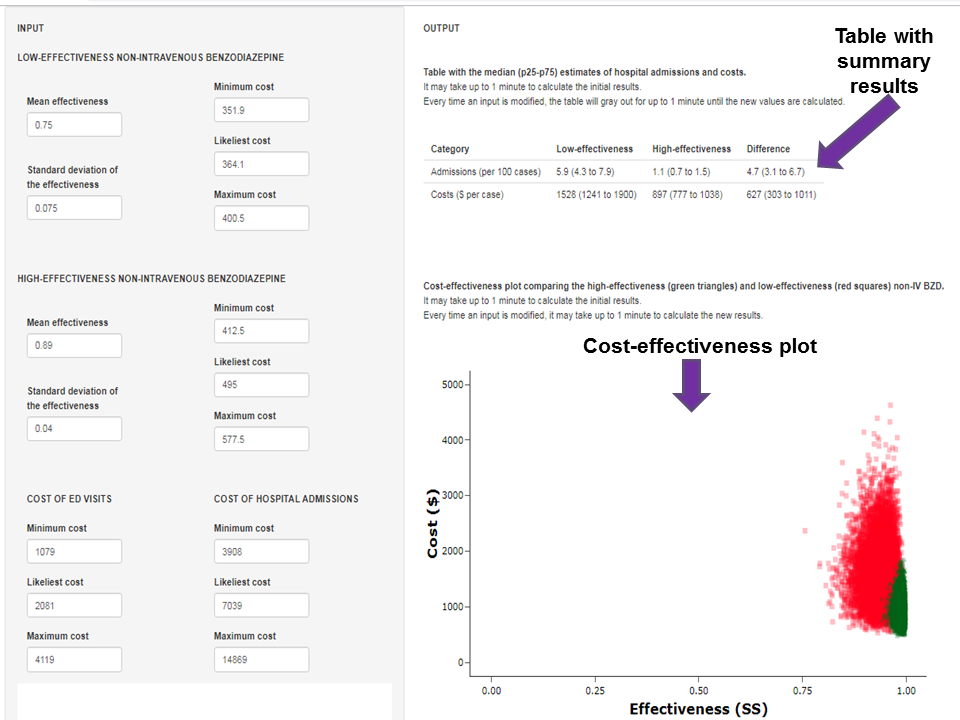 INPUT
LOW-EFFECTIVENESS NON-INTRAVENOUS BENZODIAZEPINE
Mean effectiveness
0.75
Standard deviation of
the effectiveness
0.075
Minimum cost
351.9
Likeliest cost
364.1
Maximum cost
400.5
HIGH-EFFECTIVENESS NON-INTRAVENOUS BENZODIAZEPINE
Mean effectiveness
0.89
Standard deviation of
the effectiveness
0.04
Minimum cost
412.5
Likeliest cost
495
Maximum cost
577.5
COST OF ED VISITS
Minimum cost
1079
Likeliest cost
2081
Maximum cost
4119
COST OF HOSPITAL ADMISSIONS
Minimum cost
3908
Likeliest cost
7039
Maximum cost
14869
OUTPUT
Table with
summary
results
Table with the median (p25-p75) estimates of hospital admissions and costs.
It may take up to 1 minute to calculate the initial results.
Every time an input is modified, the table will gray out for up to 1 minute until the new values are calculated.
Category Low-effectiveness High-effectiveness Difference
Admissions (per 100 cases) 5.9 (4.3 to 7.9) 1.1 (0.7 to 1.5) 4.7 (3.1 to 6.7)
Costs ($ per case) 1528 (1241 to 1900) 897 (777 to 1038) 627 (303 to 1011)
Cost-effectiveness plot comparing the high-effectiveness (green triangles) and low-effectiveness (red squares) non-IV BZD.
It may take up to 1 minute to calculate the initial results.
Every time an input is modified, it may take up to 1 minute to calculate the new results.
Cost-effectiveness plot
Cost ($)
5000
4000
3000
2000
1000
0
0.00 0.25 0.50 0.75 1.00
Effectiveness (SS)